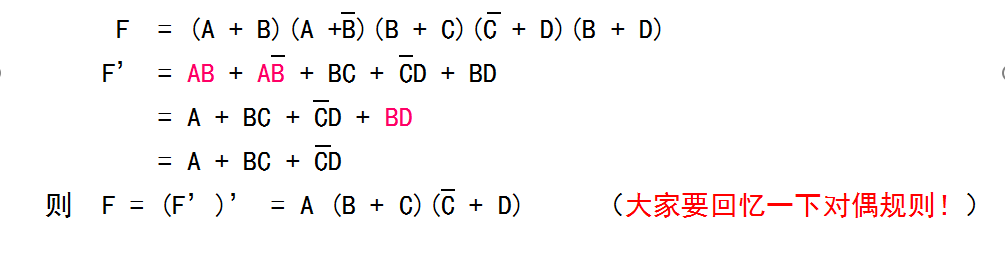 F = (A + B)(A +B̅)(B + C)(C̅ + D)(B + D)
F’ = AB + AB̅ + BC + C̅D + BD
= A + BC + C̅D + BD
= A + BC + C̅D
则 F = (F’)’ = A (B + C)(C̅ + D) （大家要回忆一下对偶规则！）